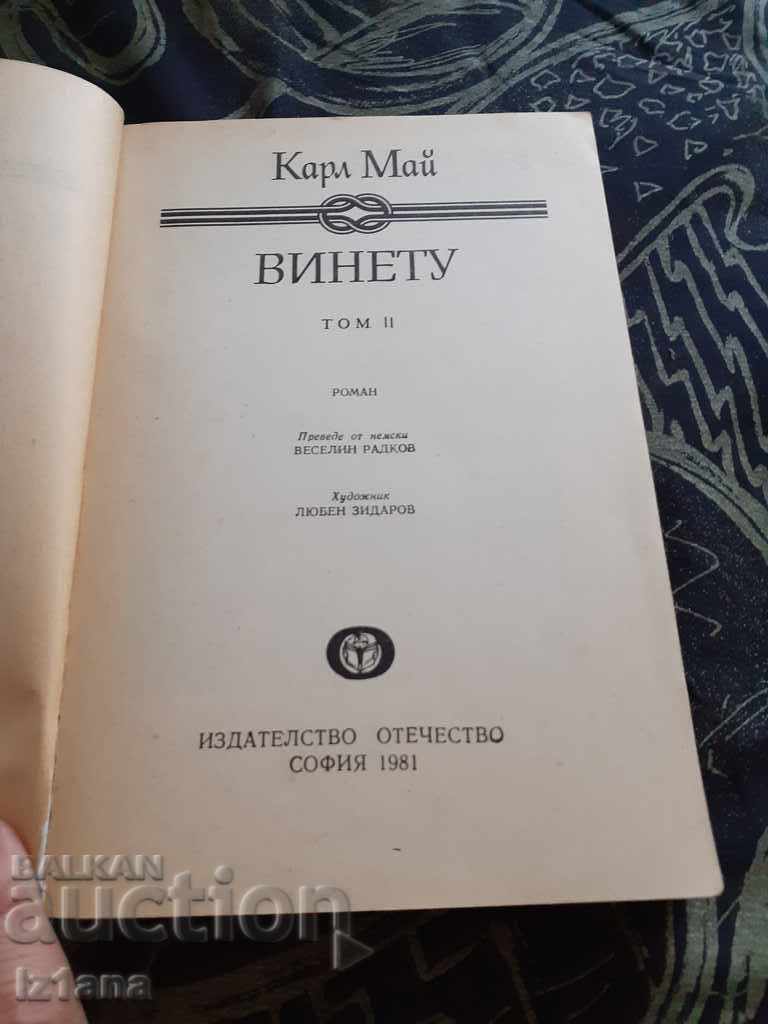 Карл Май
ВИНЕТУ
ТОМ II
РОМАН
Преведе от немски
ВЕСЕЛИН РАДКОВ
Художник
ЛЮБЕН ЗИДАРОВ
ИЗДАТЕЛСТВО ОТЕЧЕСТВО
СОФИЯ 1981
BALKAN
auction
iz1ana